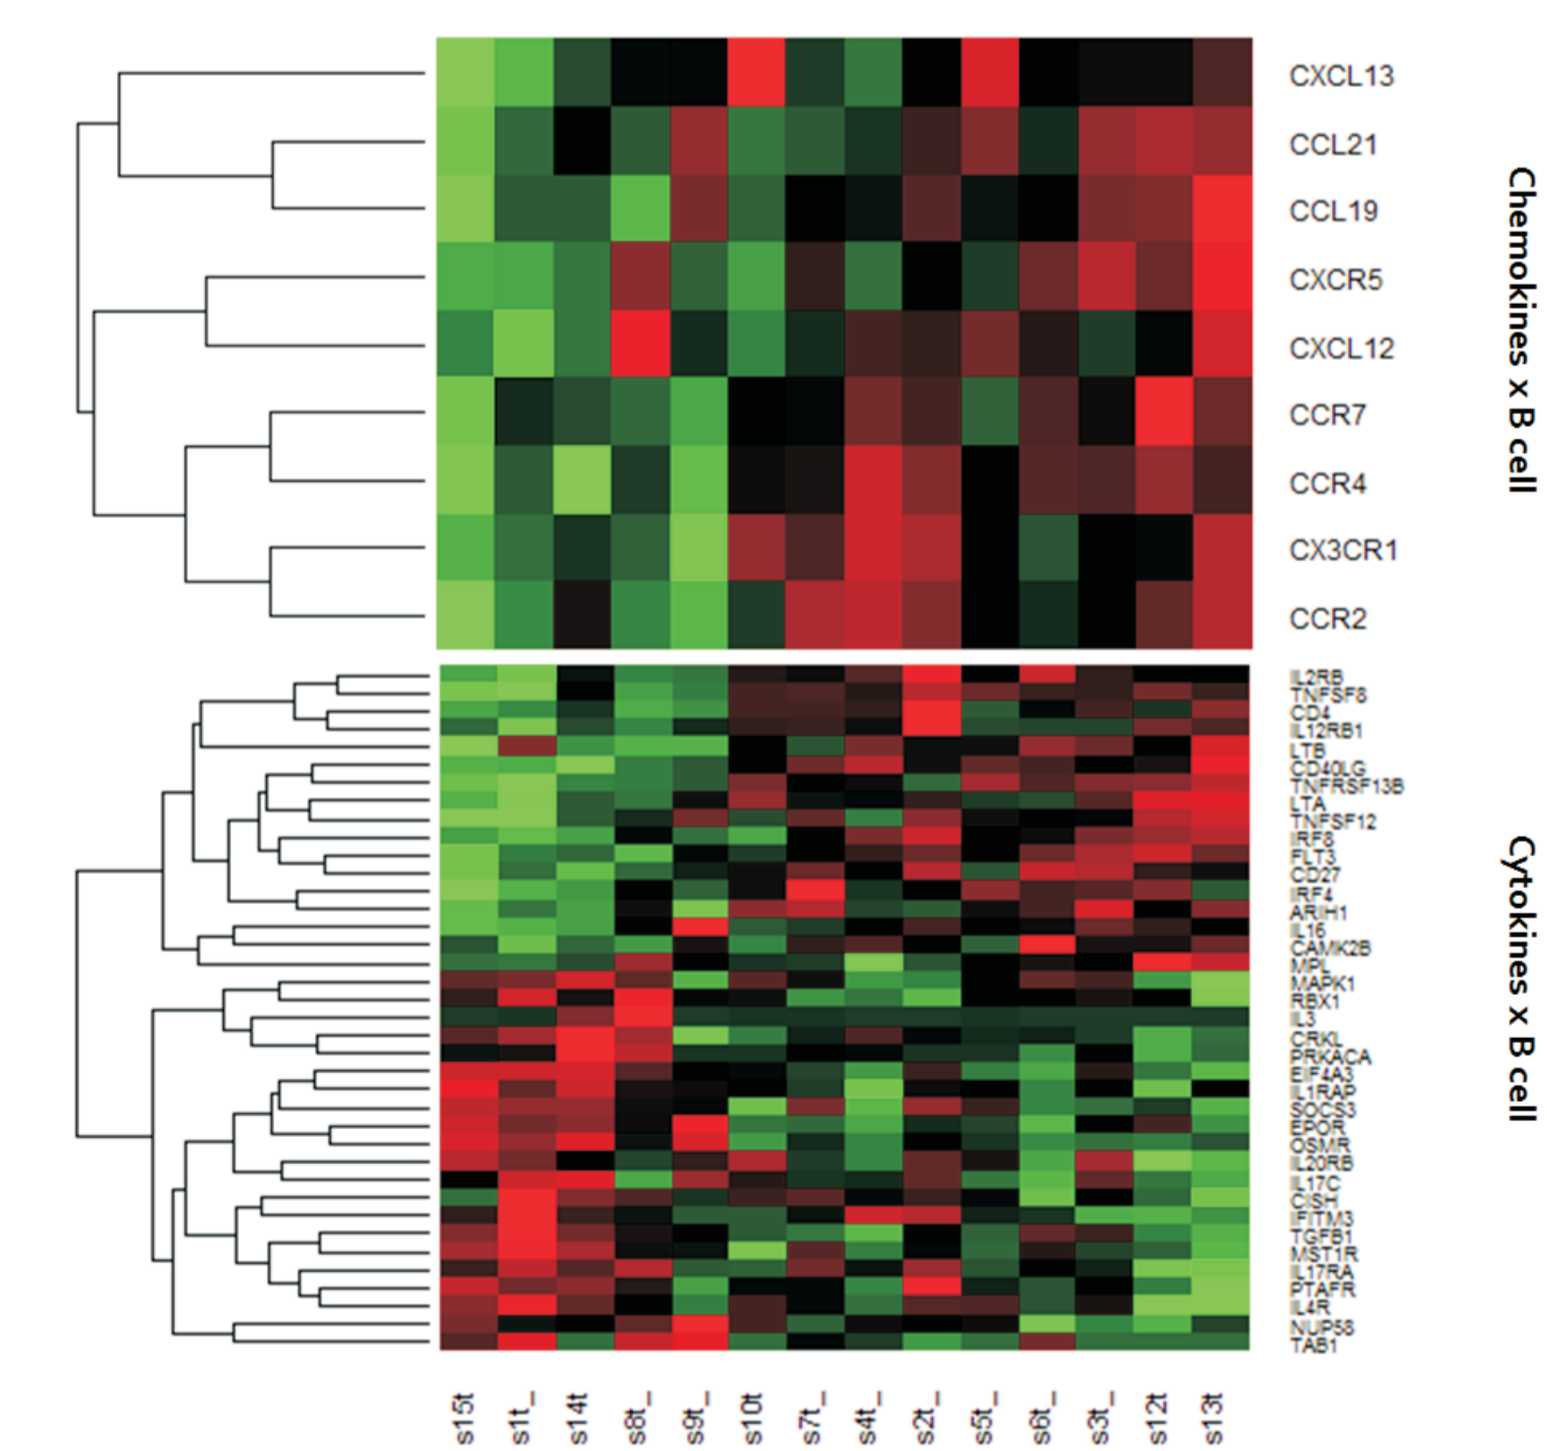 CXCL13
CCL21
CCL19
CXCR5
CXCL12
CCR7
CCR4
CX3CR1
CCR2
Chemokines x B cell
IL2RB
TNFSF8
CD4
IL12RB1
LTB
CD40LG
TNFRSF13B
LTA
TNFSF12
IRF8
FLT3
CD27
IRF4
ARIH1
IL16
CAMK2B
MPL
MAPK1
RBX1
IL3
CRKL
PRKACA
EIF4A3
IL1RAP
SOCS3
EPOR
OSMR
IL20RB
IL17C
CISH
IFITM3
TGFB1
MST1R
IL17RA
PTAFR
IL4R
NUP58
TAB1
Cytokines x B cell
s15t
s1t_
s14t
s8t_
s9t_
s10t
s7t_
s4t_
s2t_
s5t_
s6t_
s3t_
s12t
s13t